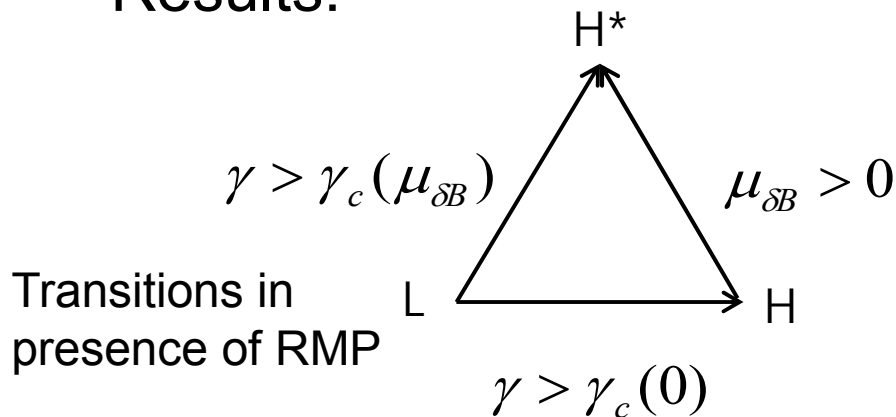 Results:
H*
γ > γ_c(μ_δB)
μ_δB > 0
Transitions in
presence of RMP
L
H
γ > γ_c(0)